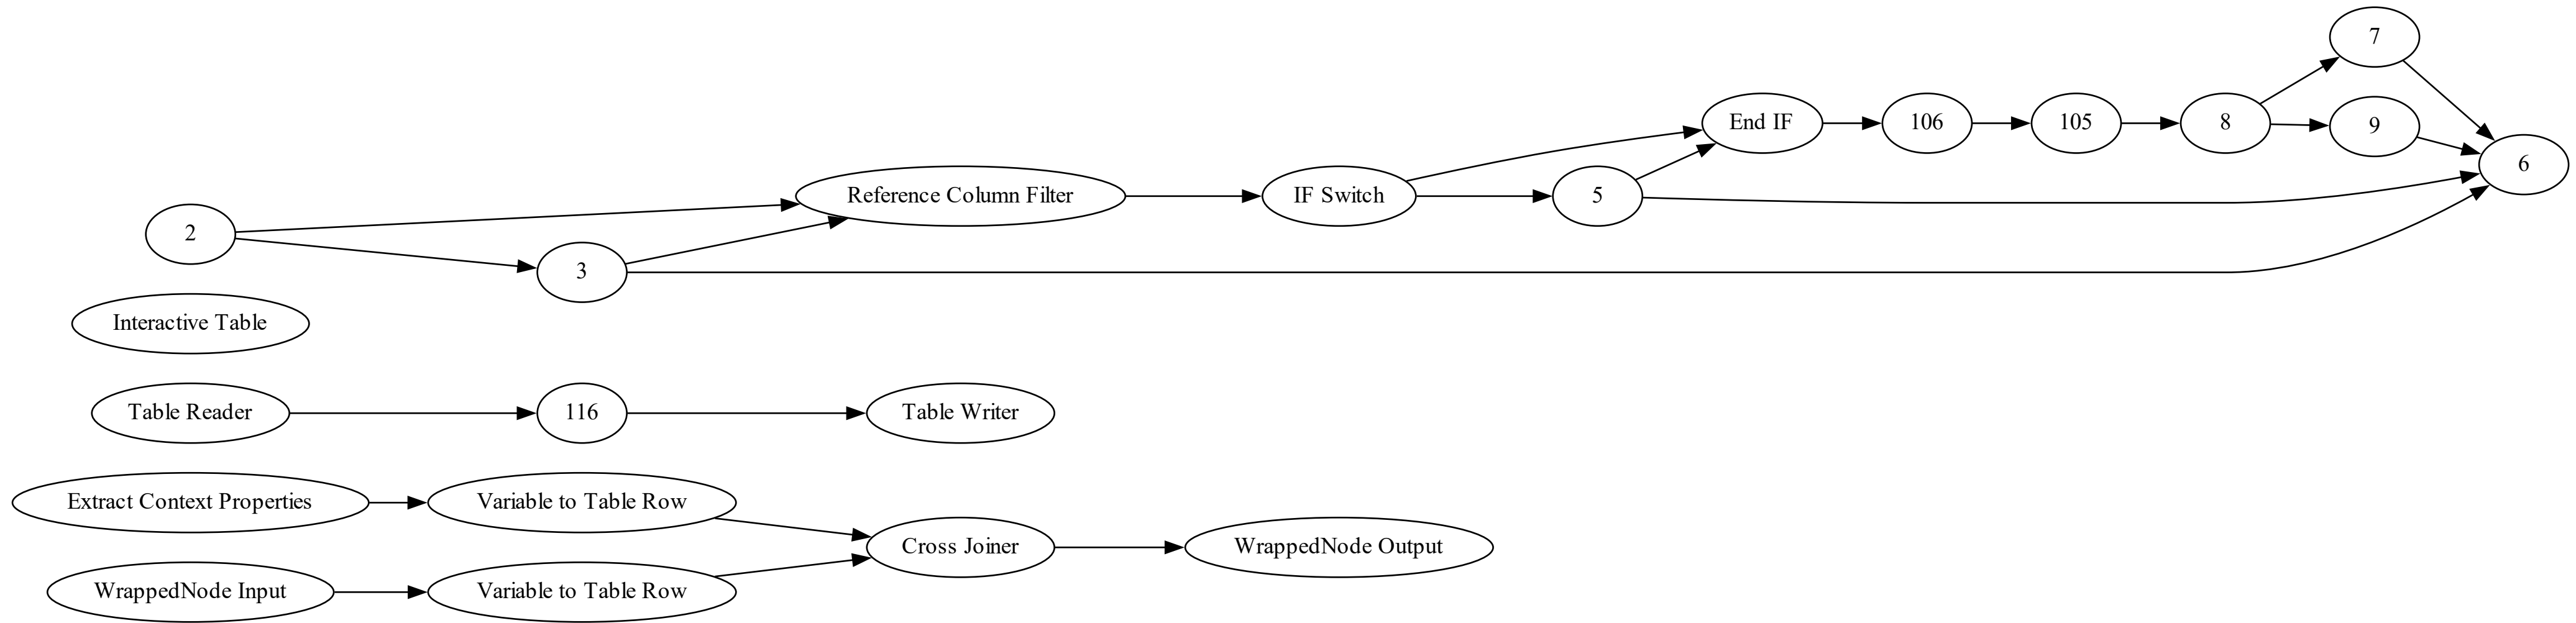 7
End IF
106
105
8
9
6
Reference Column Filter
IF Switch
5
2
3
Interactive Table
Table Reader
116
Table Writer
Extract Context Properties
Variable to Table Row
Cross Joiner
WrappedNode Output
WrappedNode Input
Variable to Table Row